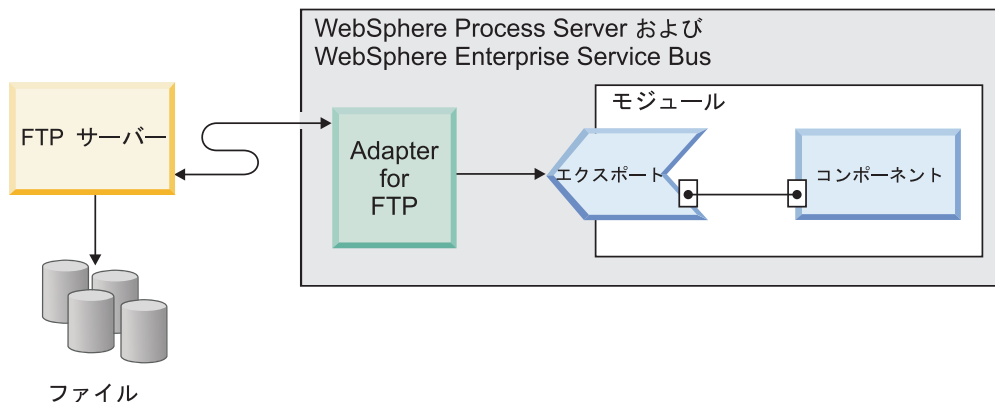 WebSphere Process Server および
WebSphere Enterprise Service Bus
FTP サーバー
Adapter
for
FTP
モジュール
エクスポート
コンポーネント
ファイル